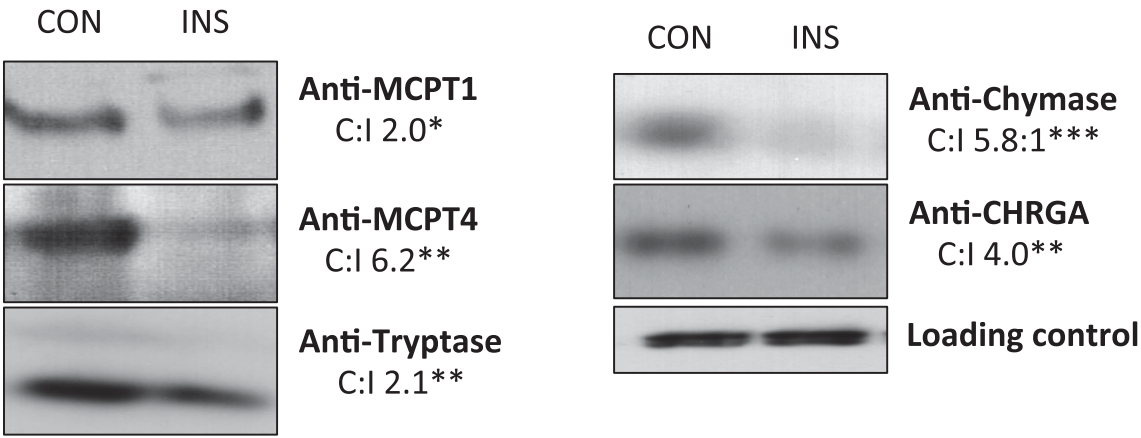 CON INS
Anti-MCPT1
C:I 2.0*
Anti-MCPT4
C:I 6.2**
Anti-Tryptase
C:I 2.1**
CON INS
Anti-Chymase
C:I 5.8:1***
Anti-CHRGA
C:I 4.0**
Loading control